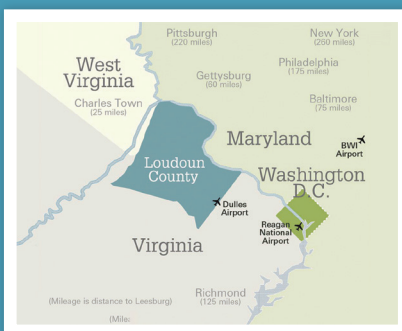 Pittsburgh
(220 miles)
New York
(260 miles)
West
Virginia
Philadelphia
(175 miles)
Gettysburg
(60 miles)
Charles Town
(25 miles)
Baltimore
(75 miles)
Maryland
BWI
Airport
Loudoun
County
Washington
D.C.
Dulles
Airport
Reagan
National
Airport
Virginia
Richmond
(125 miles)
(Mileage is distance to Leesburg)
(Mile